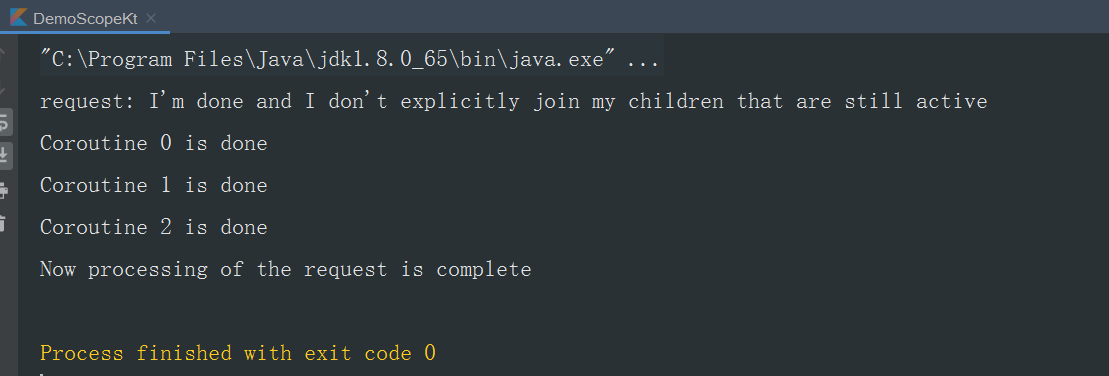 DemoScopeKt
"C:\Program Files\Java\jdk1.8.0_65\bin\java.exe" ...
request: I'm done and I don't explicitly join my children that are still active
Coroutine 0 is done
Coroutine 1 is done
Coroutine 2 is done
Now processing of the request is complete
Process finished with exit code 0